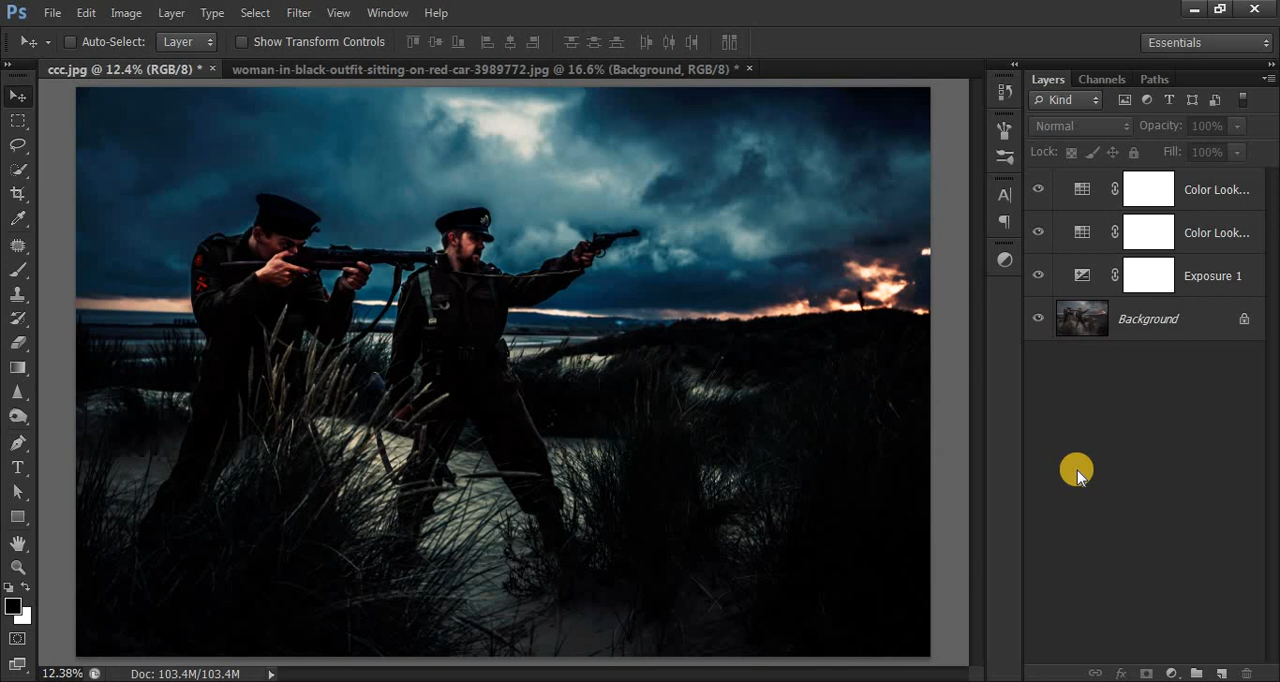 Ps File Edit Image Layer Type Select Filter View Window Help
Auto-Select: Layer Show Transform Controls Essentials
ccc.jpg @ 12.4% (RGB/8) * × woman-in-black-outfit-sitting-on-red-car-3989772.jpg @ 16.6% (Background, RGB/8) * ×
Layers Channels Paths
Kind
Normal Opacity: 100%
Lock: Fill: 100%
Color Look...
Color Look...
Exposure 1
Background
12.38% Doc: 103.4M/103.4M